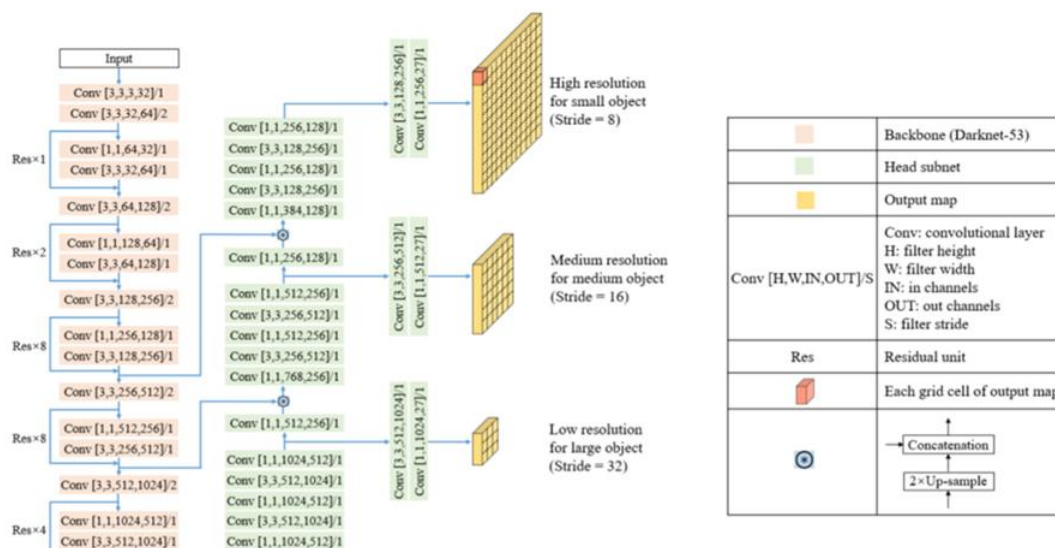 Input
Conv [3,3,3,32]/1
Conv [3,3,32,64]/2
Res×1
Conv [1,1,64,32]/1
Conv [3,3,32,64]/1
Conv [3,3,64,128]/2
Res×2
Conv [1,1,128,64]/1
Conv [3,3,64,128]/1
Conv [3,3,128,256]/2
Res×8
Conv [1,1,256,128]/1
Conv [3,3,128,256]/1
Conv [3,3,256,512]/2
Res×8
Conv [1,1,512,256]/1
Conv [3,3,256,512]/1
Conv [3,3,512,1024]/2
Res×4
Conv [1,1,1024,512]/1
Conv [3,3,512,1024]/1
Conv [1,1,256,128]/1
Conv [3,3,128,256]/1
Conv [1,1,256,128]/1
Conv [3,3,128,256]/1
Conv [1,1,384,128]/1
Conv [1,1,256,128]/1
Conv [1,1,512,256]/1
Conv [3,3,256,512]/1
Conv [1,1,512,256]/1
Conv [3,3,256,512]/1
Conv [1,1,768,256]/1
Conv [1,1,512,256]/1
Conv [1,1,1024,512]/1
Conv [3,3,512,1024]/1
Conv [1,1,1024,512]/1
Conv [3,3,512,1024]/1
Conv [1,1,1024,512]/1
Conv [3,3,128,256]/1
Conv [1,1,256,27]/1
High resolution
for small object
(Stride = 8)
Conv [3,3,256,512]/1
Conv [1,1,512,27]/1
Medium resolution
for medium object
(Stride = 16)
Conv [3,3,512,1024]/1
Conv [1,1,1024,27]/1
Low resolution
for large object
(Stride = 32)
Backbone (Darknet-53)
Head subnet
Output map
Conv [H,W,IN,OUT]/S
Conv: convolutional layer
H: filter height
W: filter width
IN: in channels
OUT: out channels
S: filter stride
Res
Residual unit
Each grid cell of output map
Concatenation
2×Up-sample